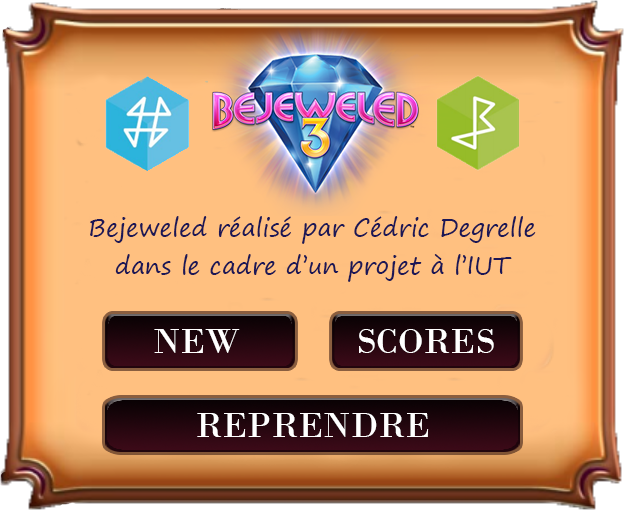 BEJEWELED
3
Bejeweled réalisé par Cédric Degrelle
dans le cadre d'un projet à l'IUT
NEW
SCORES
REPRENDRE